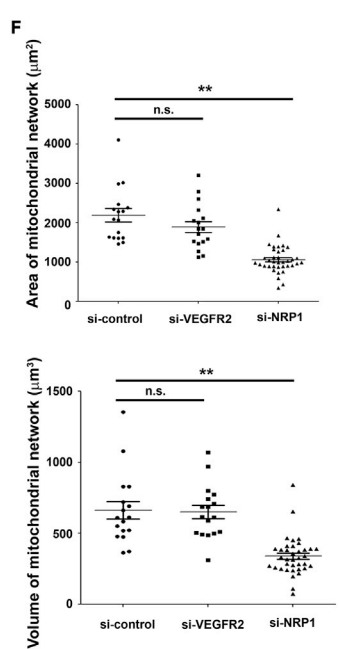 F
Area of mitochondrial network (μm²)
**
n.s.
5000
4000
3000
2000
1000
0
si-control si-VEGFR2 si-NRP1
Volume of mitochondrial network (μm³)
**
n.s.
1500
1000
500
0
si-control si-VEGFR2 si-NRP1